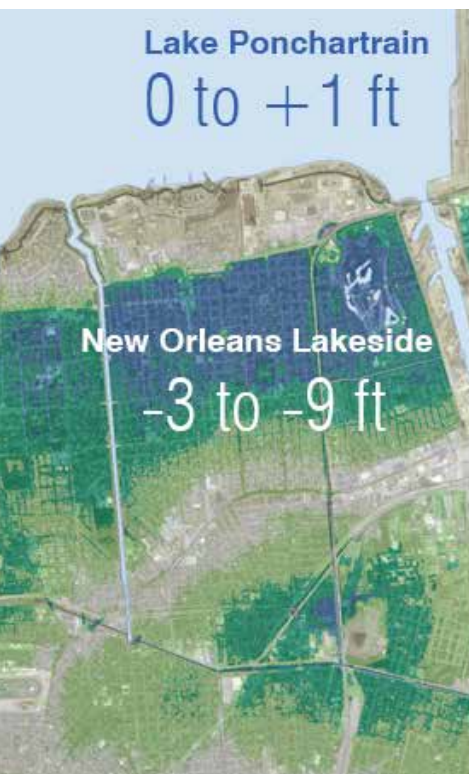 Lake Ponchartrain
0 to +1 ft
New Orleans Lakeside
-3 to -9 ft